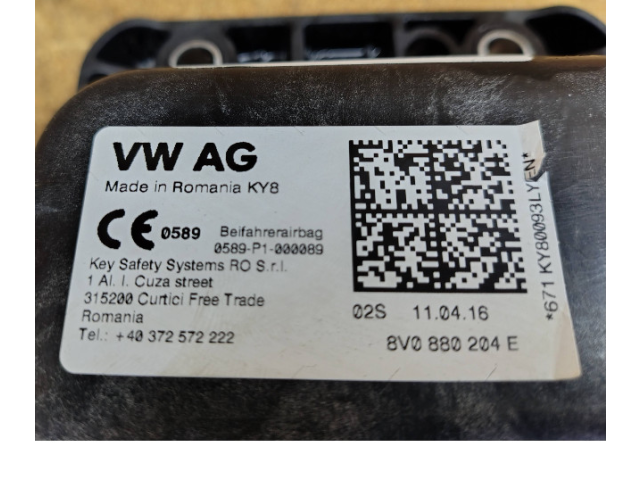 VW AG
Made in Romania KY8
CE 0589 Beifahrerairbag
0589-P1-000089
Key Safety Systems RO S.r.l.
1 Al. I. Cuza street
315200 Curtici Free Trade
Romania
Tel.: +40 372 572 222
02S 11.04.16
8V0 880 204 E
*671 KY80093LYEN*